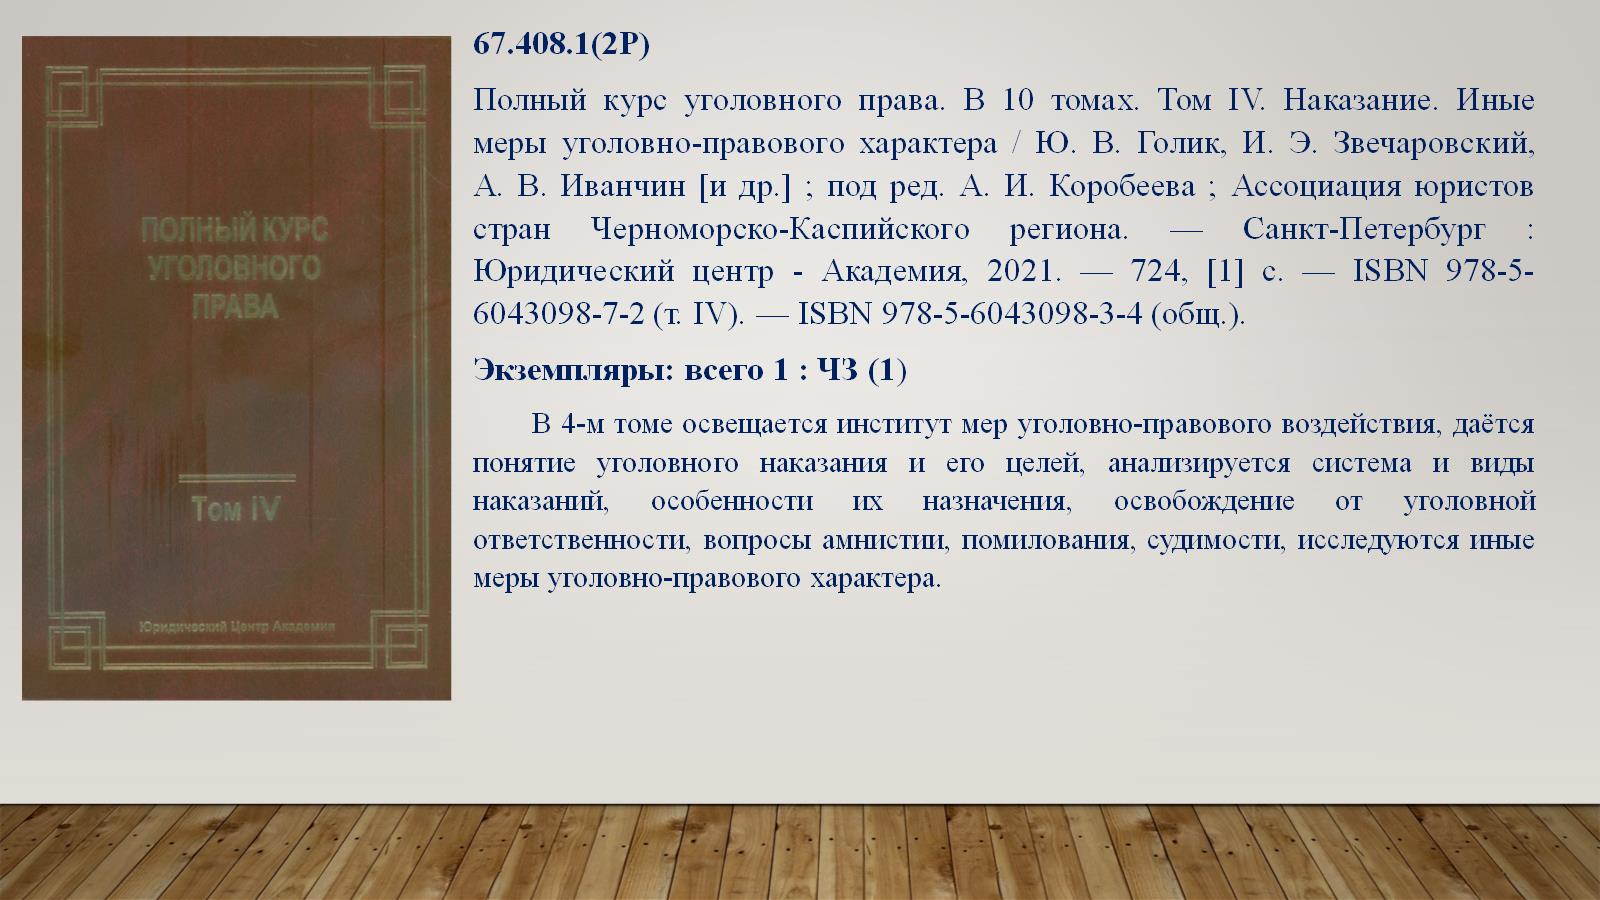 ПОЛНЫЙ КУРС
УГОЛОВНОГО
ПРАВА
Том IV
Юридический Центр Академия
67.408.1(2Р)
Полный курс уголовного права. В 10 томах. Том IV. Наказание. Иные
меры уголовно-правового характера / Ю. В. Голик, И. Э. Звечаровский,
А. В. Иванчин [и др.] ; под ред. А. И. Коробеева ; Ассоциация юристов
стран Черноморско-Каспийского региона. — Санкт-Петербург :
Юридический центр - Академия, 2021. — 724, [1] с. — ISBN 978-5-
6043098-7-2 (т. IV). — ISBN 978-5-6043098-3-4 (общ.).
Экземпляры: всего 1 : ЧЗ (1)
В 4-м томе освещается институт мер уголовно-правового воздействия, даётся
понятие уголовного наказания и его целей, анализируется система и виды
наказаний, особенности их назначения, освобождение от уголовной
ответственности, вопросы амнистии, помилования, судимости, исследуются иные
меры уголовно-правового характера.